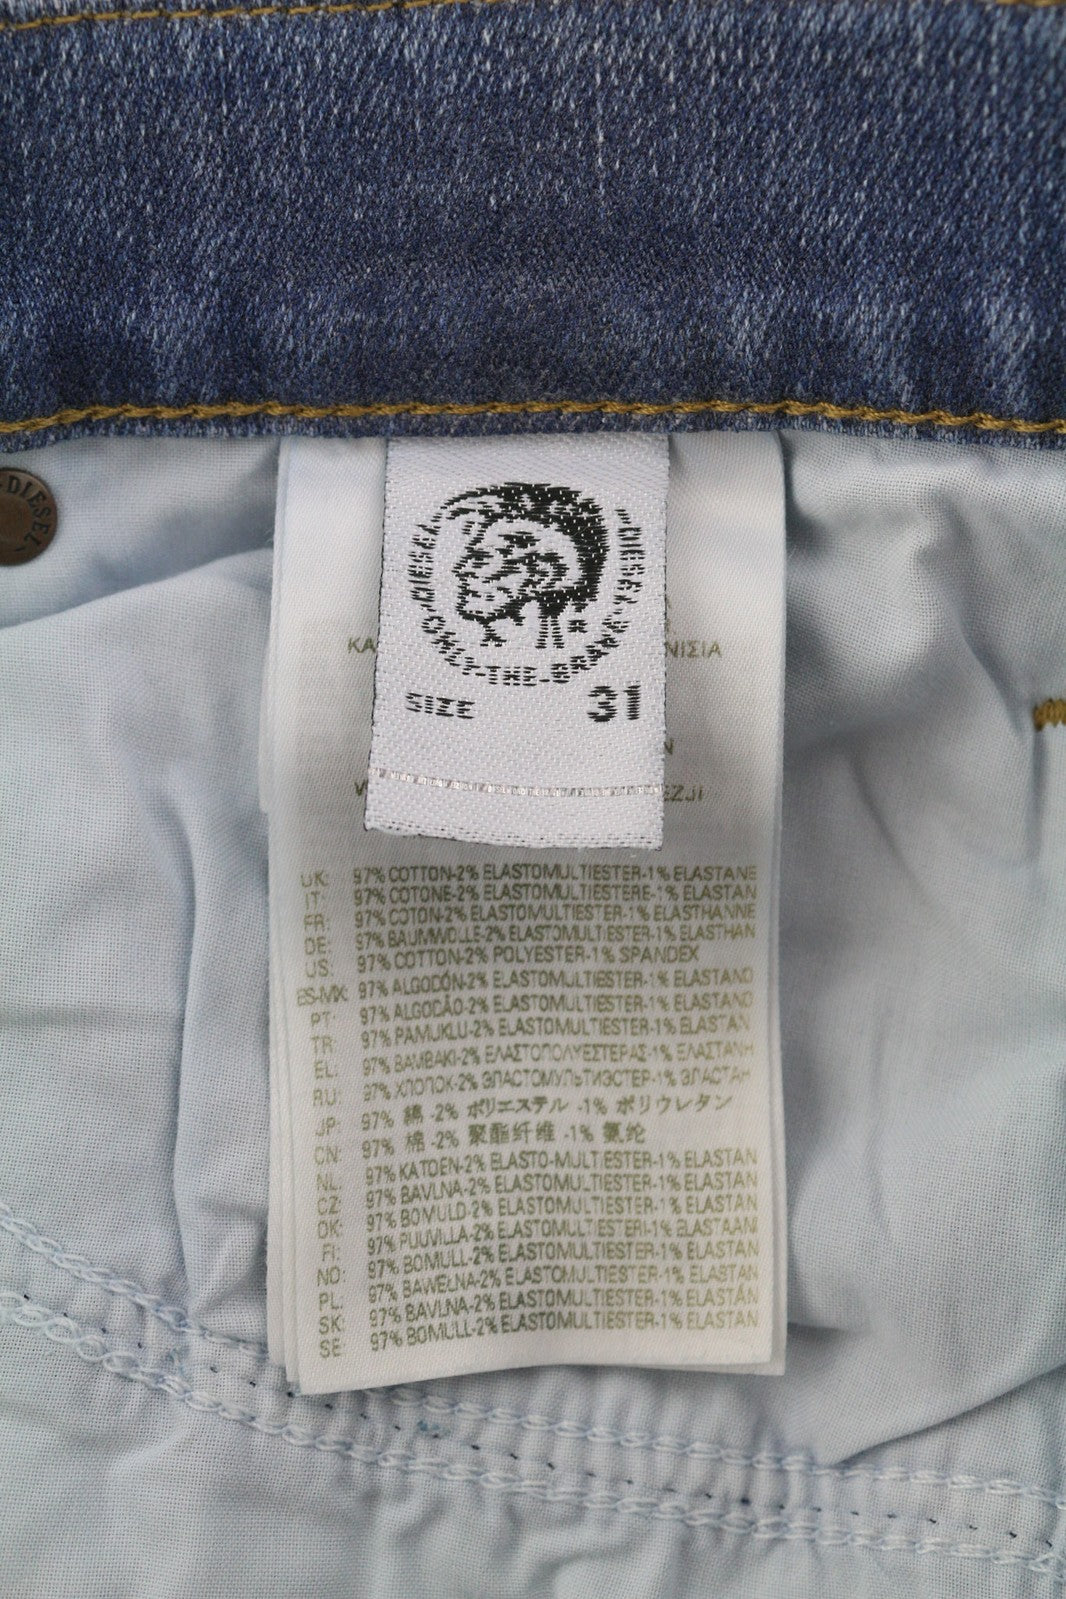 DIESEL
DIESEL
DIESEL
ONLY-THE-BRAVE
SIZE 31
ΚΑ ΝΙΣΙΑ
N
W EZJI
UK: 97% COTTON-2% ELASTOMULTIESTER-1% ELASTANE
IT: 97% COTONE-2% ELASTOMULTIESTERE-1% ELASTAN
FR: 97% COTON-2% ELASTOMULTIESTER-1% ELASTHANNE
DE: 97% BAUMWOLLE-2% ELASTOMULTIESTER-1% ELASTHAN
US: 97% COTTON-2% POLYESTER-1% SPANDEX
ES-MX: 97% ALGODÓN-2% ELASTOMULTIESTER-1% ELASTANO
PT: 97% ALGODÃO-2% ELASTOMULTIESTER-1% ELASTANO
TR: 97% PAMUKLU-2% ELASTOMULTIESTER-1% ELASTAN
EL: 97% ΒΑΜΒΑΚΙ-2% ΕΛΑΣΤΟΠΟΛΥΕΣΤΕΡΑΣ-1% ΕΛΑΣΤΑΝΗ
RU: 97% ХЛОПОК-2% ЭЛАСТОМУЛЬТИЭСТЕР-1% ЭЛАСТАН
JP: 97% 綿 -2% ポリエステル -1% ポリウレタン
CN: 97% 棉 -2% 聚酯纤维 -1% 氨纶
NL: 97% KATOEN-2% ELASTO-MULTIESTER-1% ELASTAN
CZ: 97% BAVLNA-2% ELASTOMULTIESTER-1% ELASTAN
DK: 97% BOMULD-2% ELASTOMULTIESTER-1% ELASTAN
FI: 97% PUUVILLA-2% ELASTOMULTIESTERI-1% ELASTAANI
NO: 97% BOMULL-2% ELASTOMULTIESTER-1% ELASTAN
PL: 97% BAWEŁNA-2% ELASTOMULTIESTER-1% ELASTAN
SK: 97% BAVLNA-2% ELASTOMULTIESTER-1% ELASTÁN
SE: 97% BOMULL-2% ELASTOMULTIESTER-1% ELASTAN